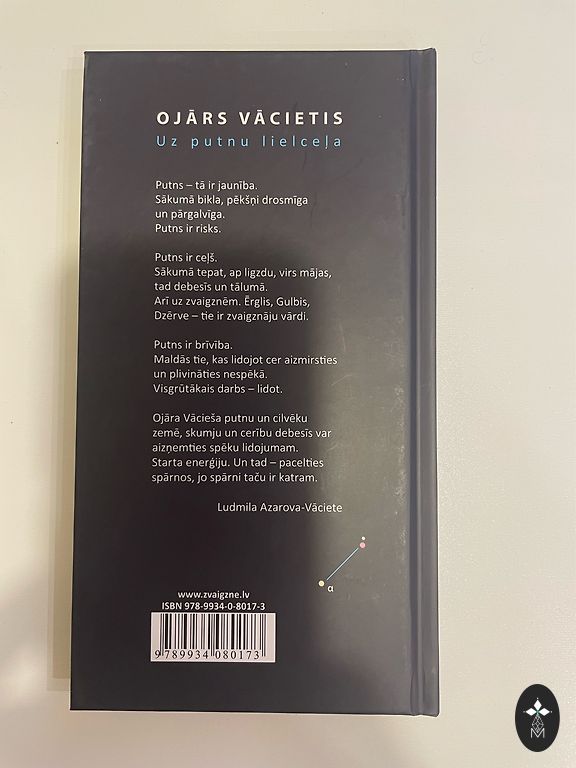 OJĀRS VĀCIETIS
Uz putnu lielceļa
Putns – tā ir jaunība.
Sākumā bikla, pēkšņi drosmīga
un pārgalvīga.
Putns ir risks.
Putns ir ceļš.
Sākumā tepat, ap ligzdu, virs mājas,
tad debesīs un tālumā.
Arī uz zvaigznēm. Ērglis, Gulbis,
Dzērve – tie ir zvaigznāju vārdi.
Putns ir brīvība.
Maldās tie, kas lidojot cer aizmirsties
un plivināties nespēkā.
Visgrūtākais darbs – lidot.
Ojāra Vācieša putnu un cilvēku
zemē, skumju un cerību debesīs var
aizņemties spēku lidojumam.
Starta enerģiju. Un tad – pacelties
spārnos, jo spārni taču ir katram.
Ludmila Azarova-Vāciete
α
www.zvaigzne.lv
ISBN 978-9934-0-8017-3
9789934080173
M